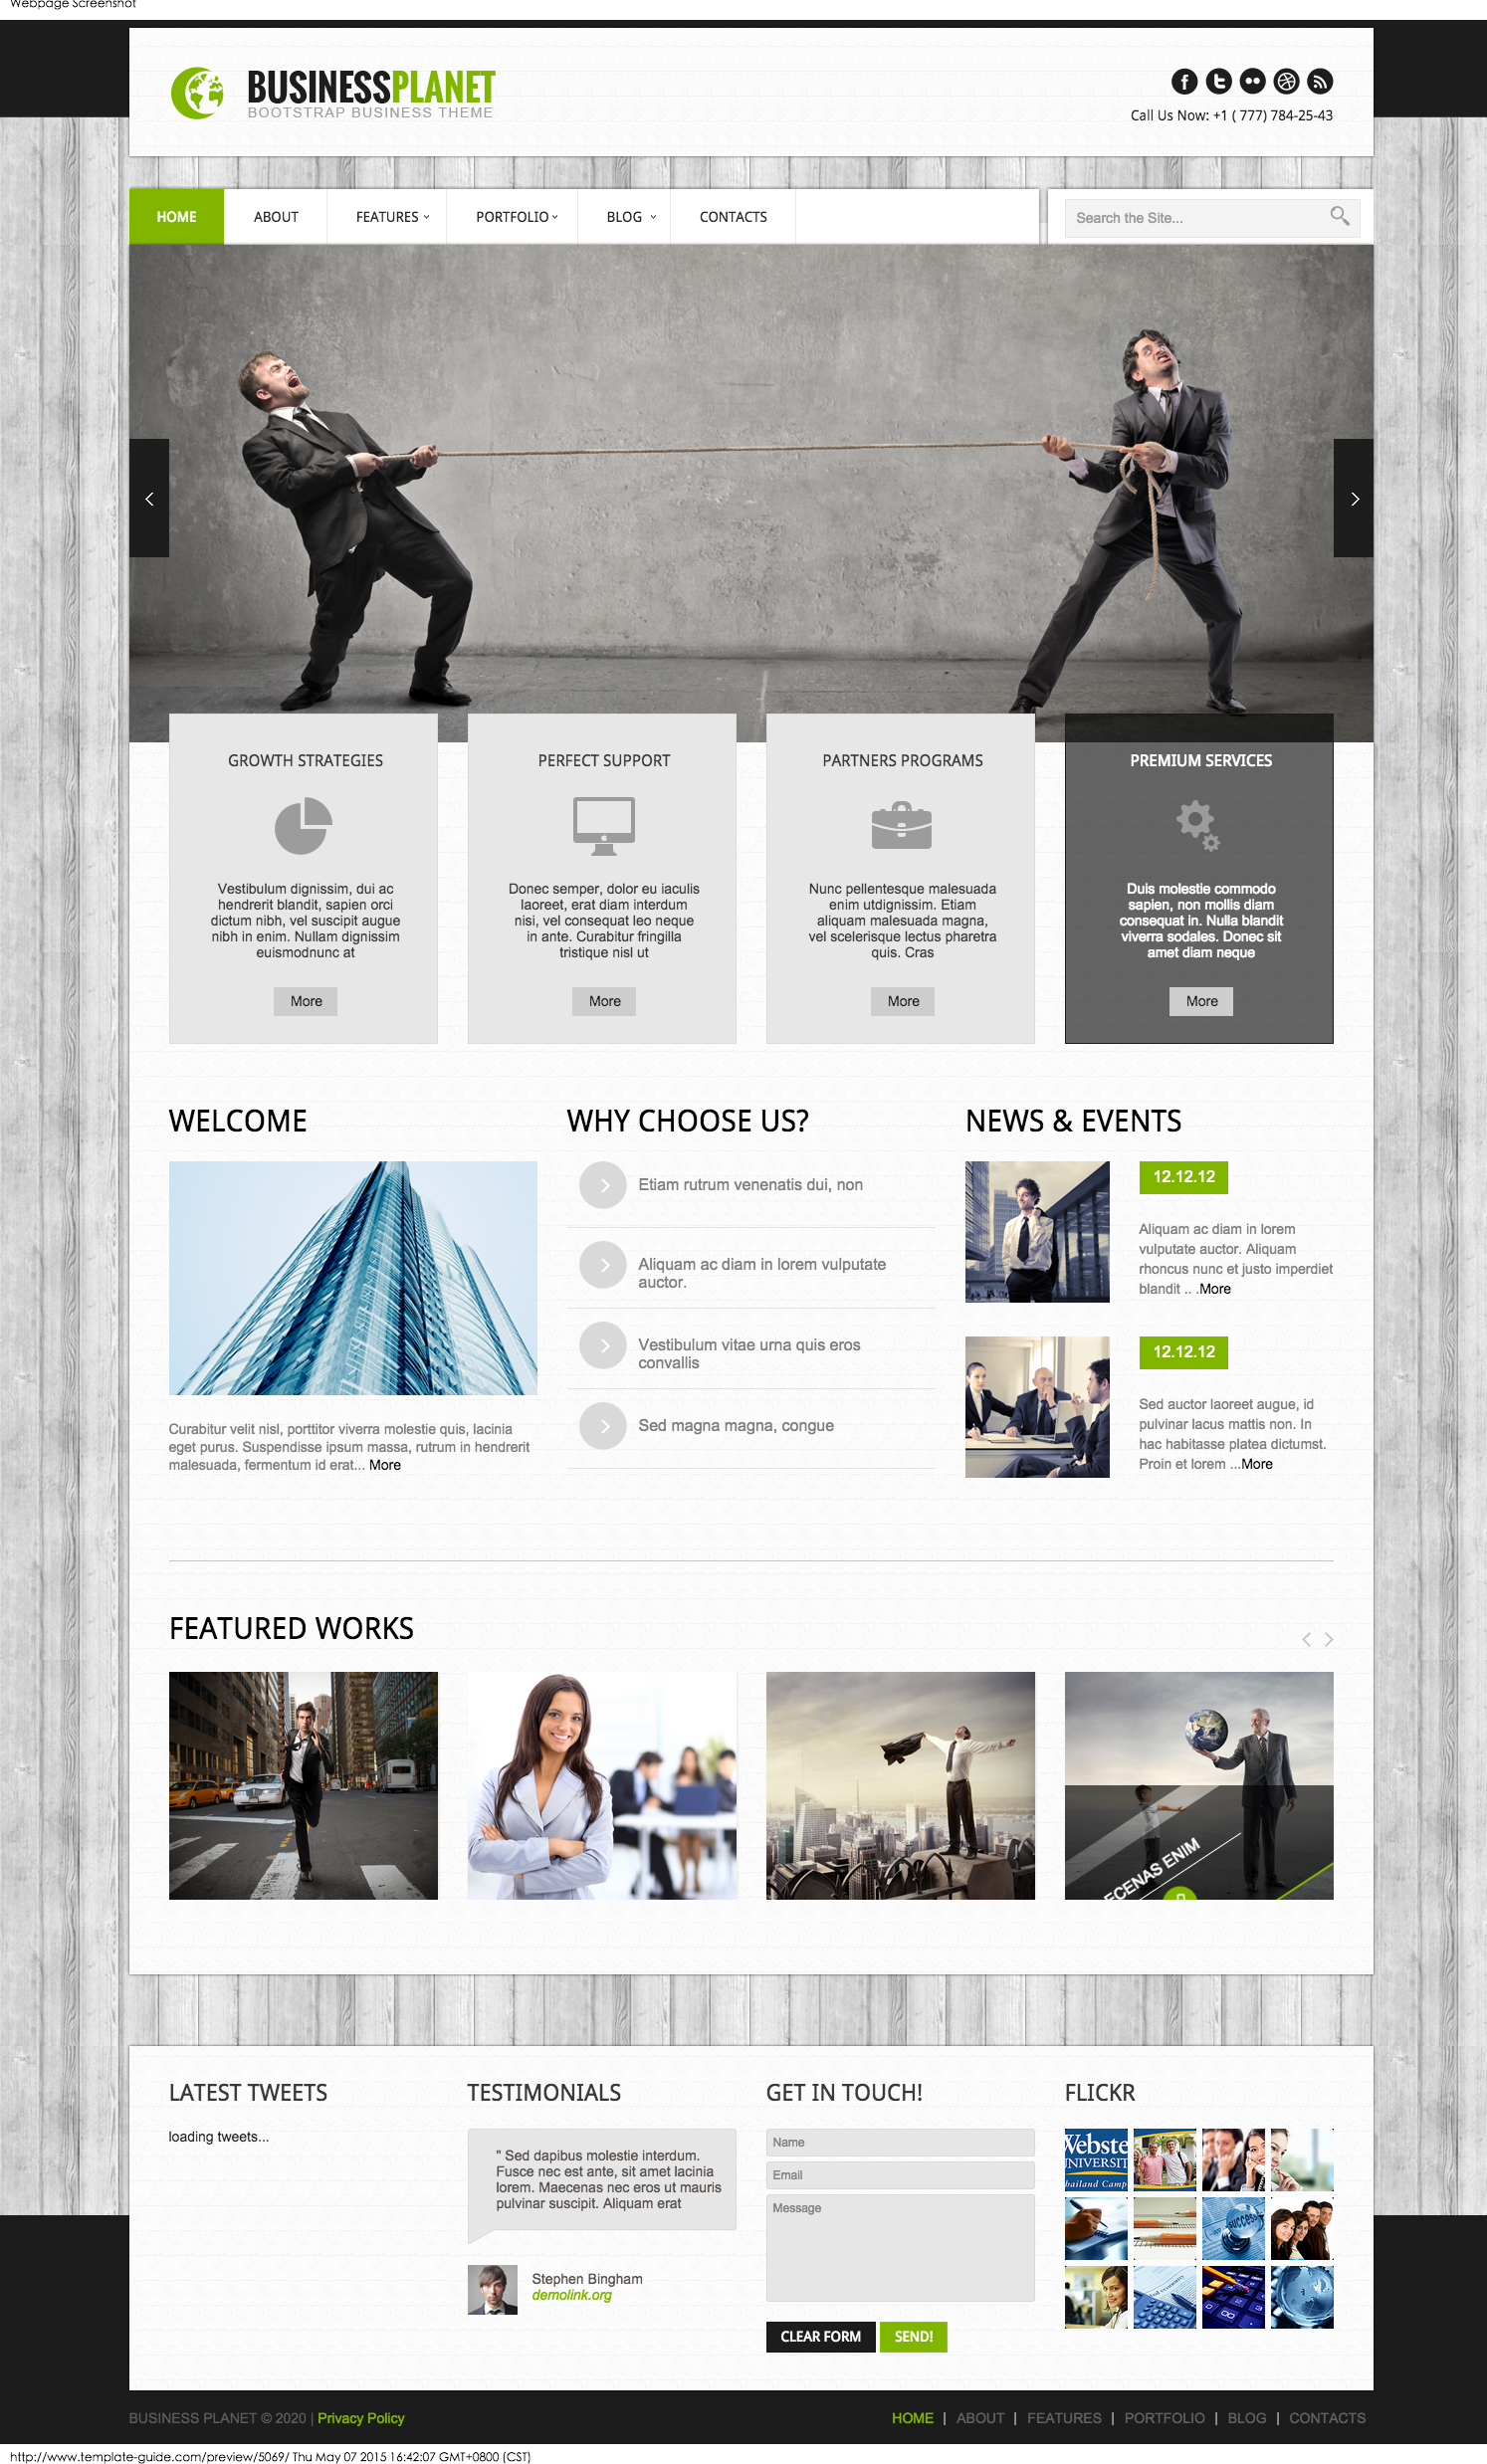 Webpage Screenshot
BUSINESSPLANET
BOOTSTRAP BUSINESS THEME
Call Us Now: +1 ( 777) 784-25-43
HOME
ABOUT
FEATURES
PORTFOLIO
BLOG
CONTACTS
Search the Site...
GROWTH STRATEGIES
Vestibulum dignissim, dui ac
hendrerit blandit, sapien orci
dictum nibh, vel suscipit augue
nibh in enim. Nullam dignissim
euismodnunc at
More
PERFECT SUPPORT
Donec semper, dolor eu iaculis
laoreet, erat diam interdum
nisi, vel consequat leo neque
in ante. Curabitur fringilla
tristique nisl ut
More
PARTNERS PROGRAMS
Nunc pellentesque malesuada
enim utdignissim. Etiam
aliquam malesuada magna,
vel scelerisque lectus pharetra
quis. Cras
More
PREMIUM SERVICES
Duis molestie commodo
sapien, non mollis diam
consequat in. Nulla blandit
viverra sodales. Donec sit
amet diam neque
More
WELCOME
Curabitur velit nisl, porttitor viverra molestie quis, lacinia
eget purus. Suspendisse ipsum massa, rutrum in hendrerit
malesuada, fermentum id erat... More
WHY CHOOSE US?
Etiam rutrum venenatis dui, non
Aliquam ac diam in lorem vulputate
auctor.
Vestibulum vitae urna quis eros
convallis
Sed magna magna, congue
NEWS & EVENTS
12.12.12
Aliquam ac diam in lorem
vulputate auctor. Aliquam
rhoncus nunc et justo imperdiet
blandit .. .More
12.12.12
Sed auctor laoreet augue, id
pulvinar lacus mattis non. In
hac habitasse platea dictumst.
Proin et lorem ...More
FEATURED WORKS
ECENAS ENIM
LATEST TWEETS
loading tweets...
TESTIMONIALS
" Sed dapibus molestie interdum.
Fusce nec est ante, sit amet lacinia
lorem. Maecenas nec eros ut mauris
pulvinar suscipit. Aliquam erat
Stephen Bingham
demolink.org
GET IN TOUCH!
Name
Email
Message
CLEAR FORM
SEND!
FLICKR
Webste
UNIVERSIT
hailand Camp
success
BUSINESS PLANET © 2020 | Privacy Policy
HOME | ABOUT | FEATURES | PORTFOLIO | BLOG | CONTACTS
http://www.template-guide.com/preview/5069/ Thu May 07 2015 16:42:07 GMT+0800 (CST)